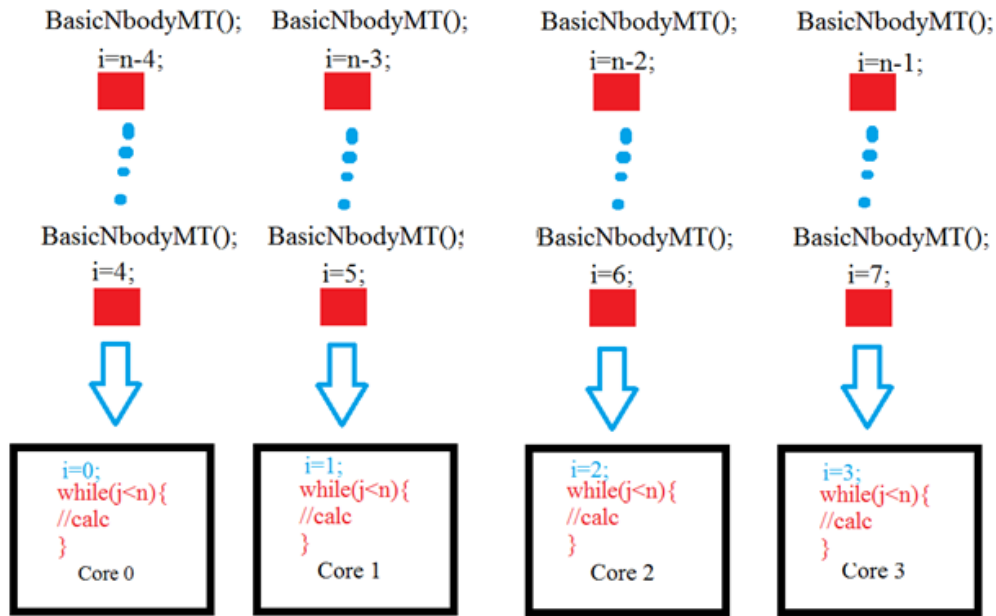 BasicNbodyMT(); BasicNbodyMT(); BasicNbodyMT(); BasicNbodyMT();
i=n-4; i=n-3; i=n-2; i=n-1;
BasicNbodyMT(); BasicNbodyMT(); BasicNbodyMT(); BasicNbodyMT();
i=4; i=5; i=6; i=7;
i=0; i=1; i=2; i=3;
while(j<n){ while(j<n){ while(j<n){ while(j<n){
//calc //calc //calc //calc
} } } }
Core 0 Core 1 Core 2 Core 3